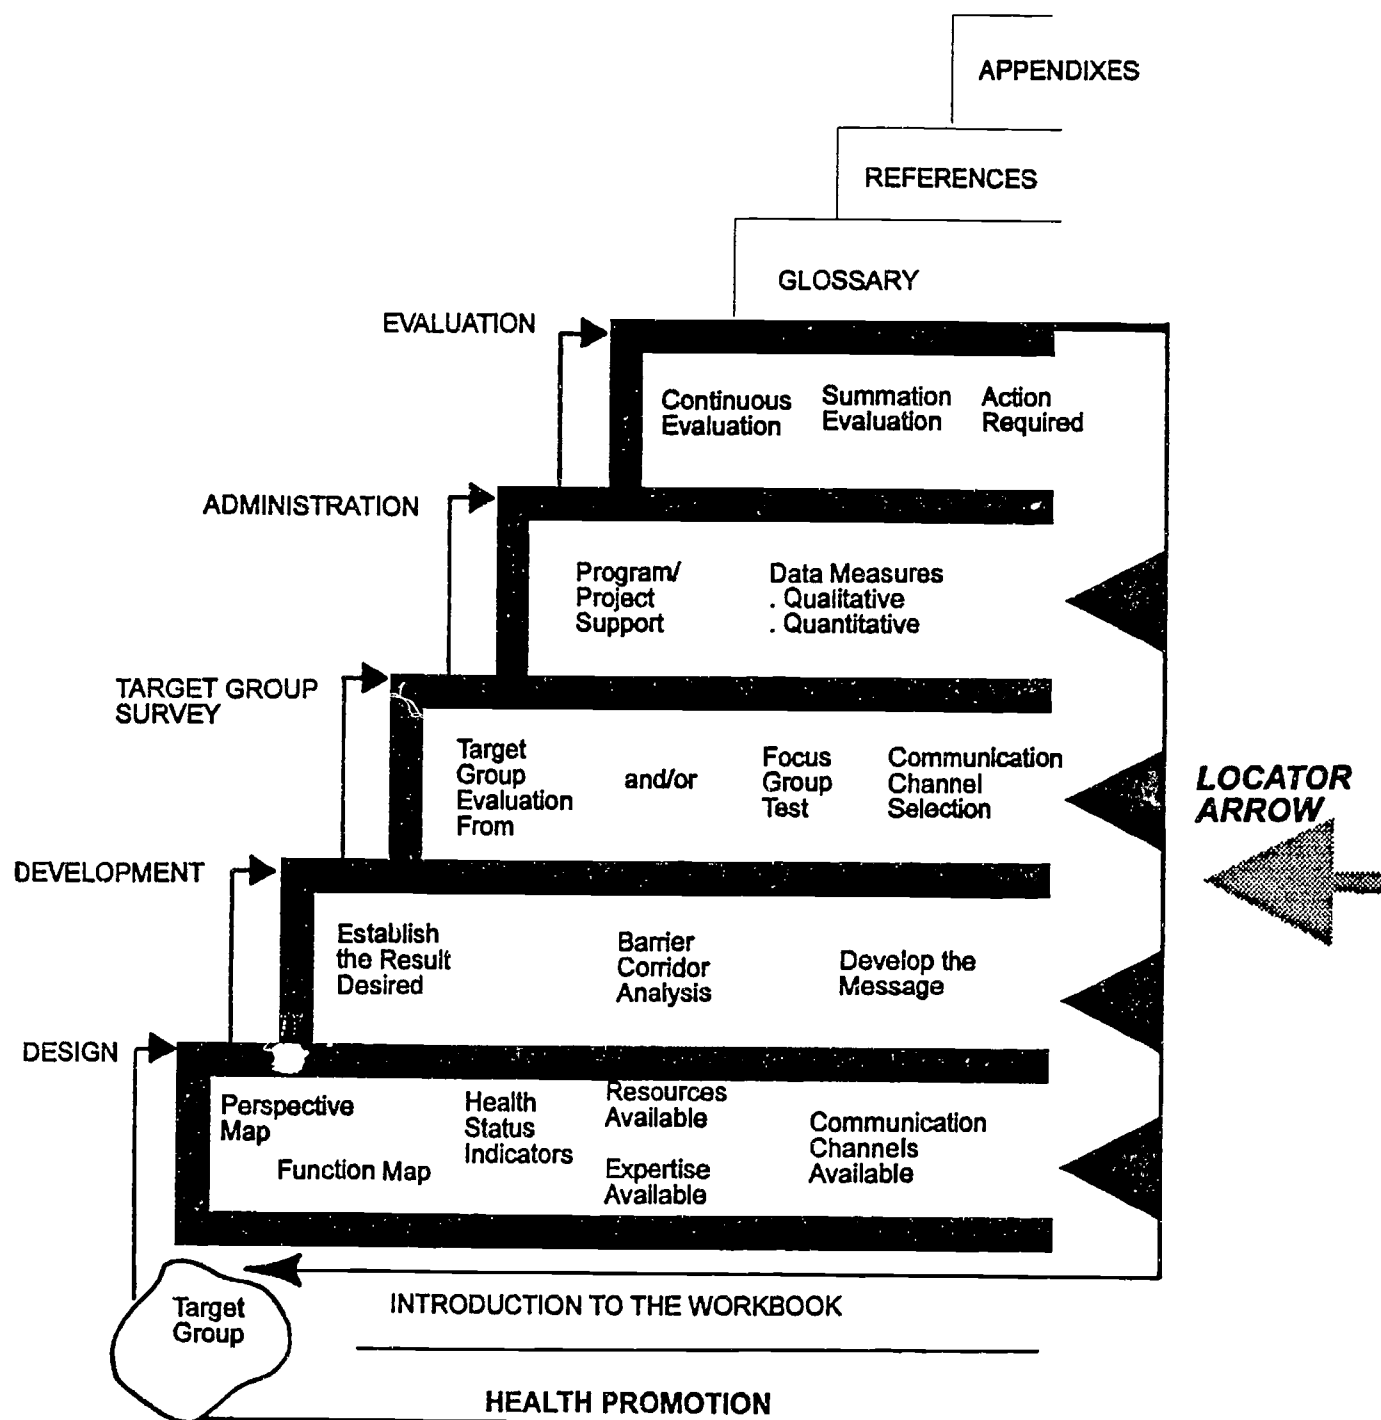 APPENDIXES
REFERENCES
GLOSSARY
EVALUATION
Continuous
Evaluation
Summation
Evaluation
Action
Required
ADMINISTRATION
Program/
Project
Support
Data Measures
. Qualitative
. Quantitative
TARGET GROUP
SURVEY
Target
Group
Evaluation
From
and/or
Focus
Group
Test
Communication
Channel
Selection
LOCATOR
ARROW
DEVELOPMENT
Establish
the Result
Desired
Barrier
Corridor
Analysis
Develop the
Message
DESIGN
Perspective
Map
Function Map
Health
Status
Indicators
Resources
Available
Expertise
Available
Communication
Channels
Available
Target
Group
INTRODUCTION TO THE WORKBOOK
HEALTH PROMOTION